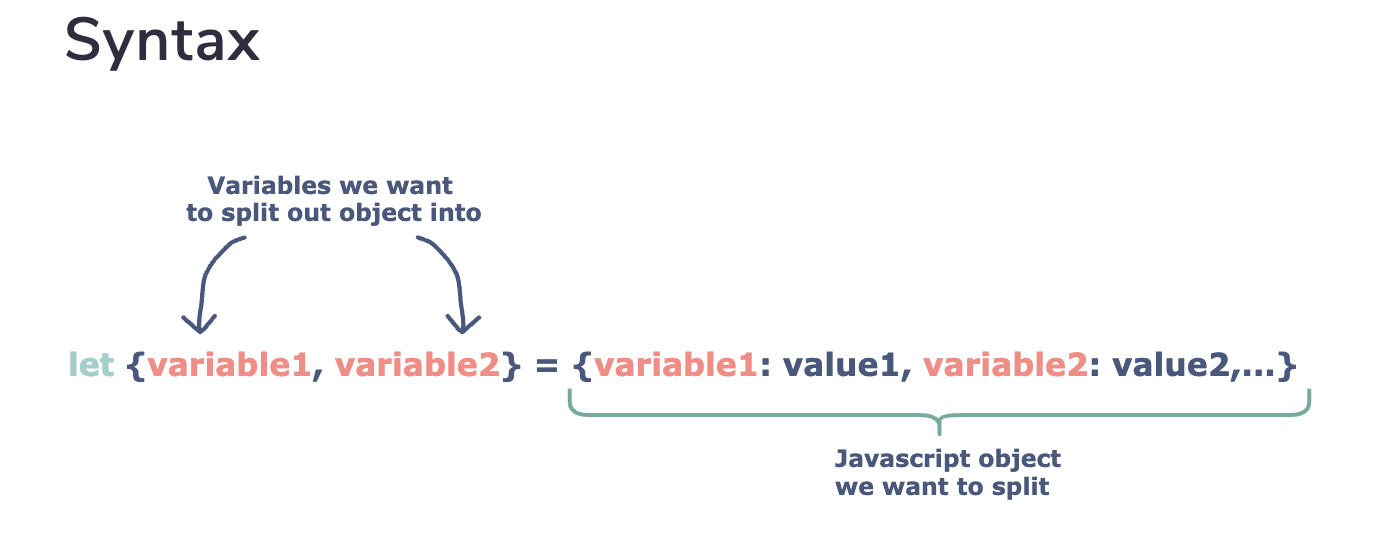 Syntax
Variables we want
to split out object into
let {variable1, variable2} = {variable1: value1, variable2: value2,...}
Javascript object
we want to split